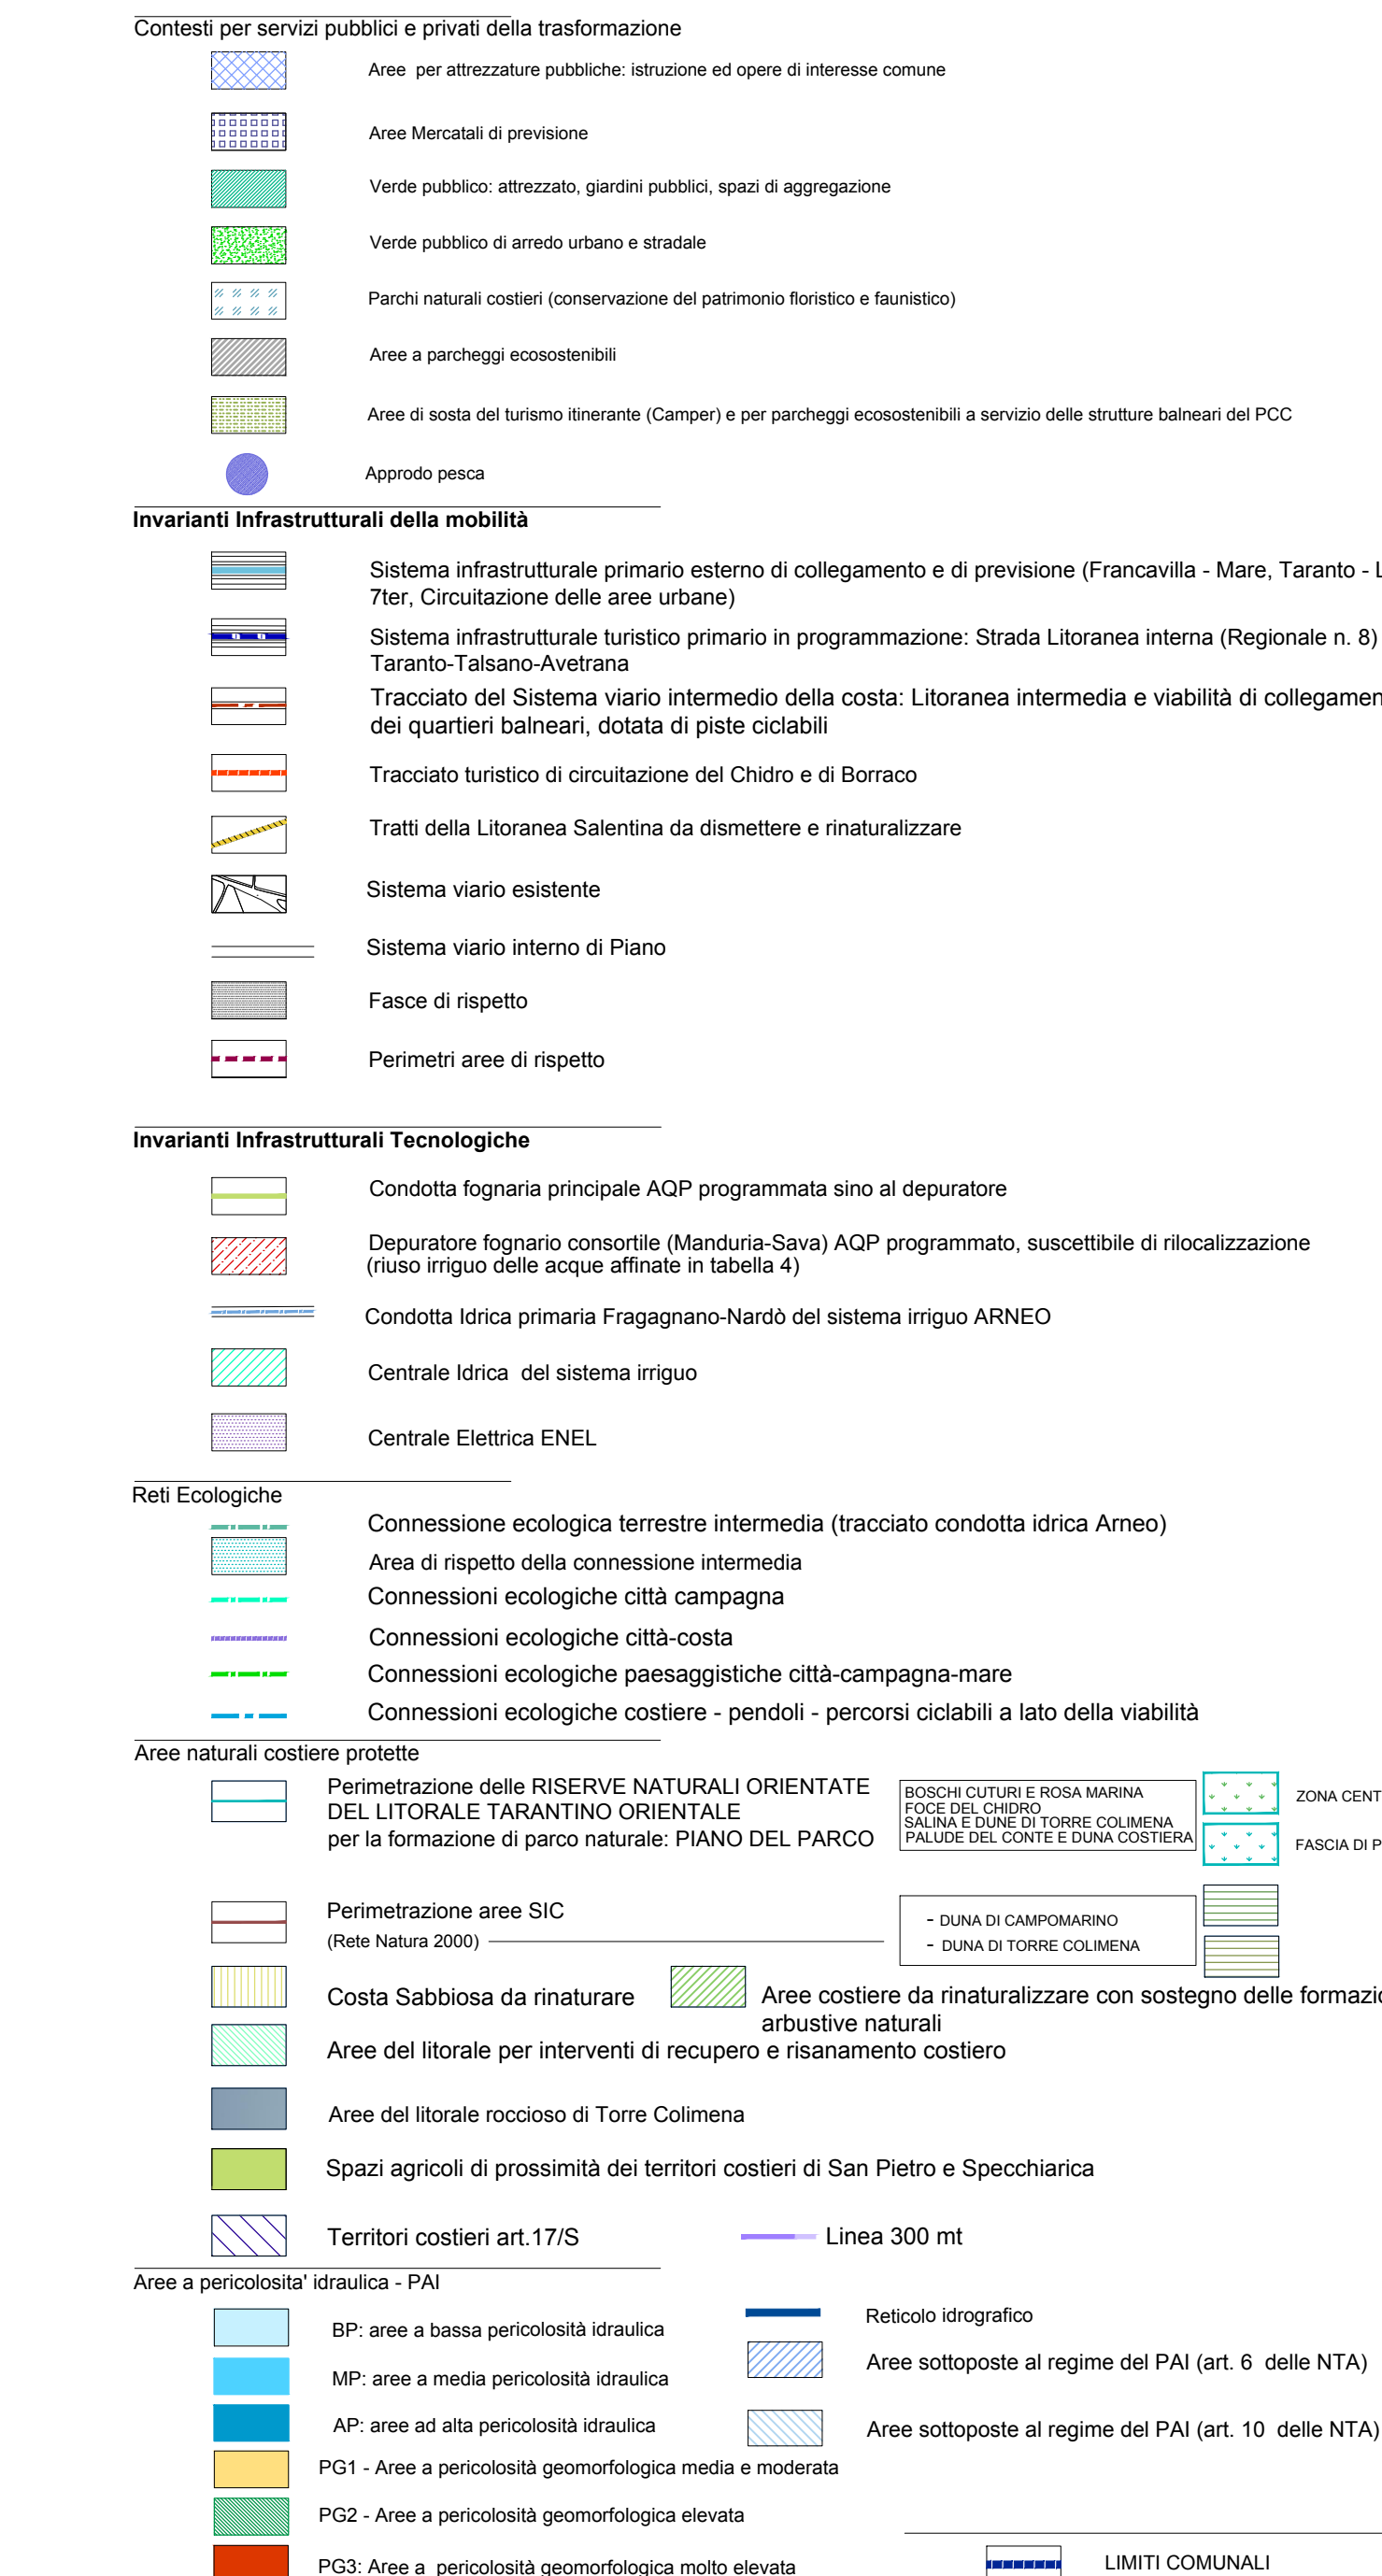 Contesti per servizi pubblici e privati della trasformazione
Aree per attrezzature pubbliche: istruzione ed opere di interesse comune
Aree Mercatali di previsione
Verde pubblico: attrezzato, giardini pubblici, spazi di aggregazione
Verde pubblico di arredo urbano e stradale
Parchi naturali costieri (conservazione del patrimonio floristico e faunistico)
Aree a parcheggi ecosostenibili
Aree di sosta del turismo itinerante (Camper) e per parcheggi ecosostenibili a servizio delle strutture balneari del PCC
Approdo pesca
Invarianti Infrastrutturali della mobilità
Sistema infrastrutturale primario esterno di collegamento e di previsione (Francavilla - Mare, Taranto - L
7ter, Circuitazione delle aree urbane)
Sistema infrastrutturale turistico primario in programmazione: Strada Litoranea interna (Regionale n. 8)
Taranto-Talsano-Avetrana
Tracciato del Sistema viario intermedio della costa: Litoranea intermedia e viabilità di collegamen
dei quartieri balneari, dotata di piste ciclabili
Tracciato turistico di circuitazione del Chidro e di Borraco
Tratti della Litoranea Salentina da dismettere e rinaturalizzare
Sistema viario esistente
Sistema viario interno di Piano
Fasce di rispetto
Perimetri aree di rispetto
Invarianti Infrastrutturali Tecnologiche
Condotta fognaria principale AQP programmata sino al depuratore
Depuratore fognario consortile (Manduria-Sava) AQP programmato, suscettibile di rilocalizzazione
(riuso irriguo delle acque affinate in tabella 4)
Condotta Idrica primaria Fragagnano-Nardò del sistema irriguo ARNEO
Centrale Idrica del sistema irriguo
Centrale Elettrica ENEL
Reti Ecologiche
Connessione ecologica terrestre intermedia (tracciato condotta idrica Arneo)
Area di rispetto della connessione intermedia
Connessioni ecologiche città campagna
Connessioni ecologiche città-costa
Connessioni ecologiche paesaggistiche città-campagna-mare
Connessioni ecologiche costiere - pendoli - percorsi ciclabili a lato della viabilità
Aree naturali costiere protette
Perimetrazione delle RISERVE NATURALI ORIENTATE
DEL LITORALE TARANTINO ORIENTALE
per la formazione di parco naturale: PIANO DEL PARCO
BOSCHI CUTURI E ROSA MARINA
FOCE DEL CHIDRO
SALINA E DUNE DI TORRE COLIMENA
PALUDE DEL CONTE E DUNA COSTIERA
ZONA CENT
FASCIA DI P
Perimetrazione aree SIC
(Rete Natura 2000)
- DUNA DI CAMPOMARINO
- DUNA DI TORRE COLIMENA
Costa Sabbiosa da rinaturare
Aree costiere da rinaturalizzare con sostegno delle formazio
arbustive naturali
Aree del litorale per interventi di recupero e risanamento costiero
Aree del litorale roccioso di Torre Colimena
Spazi agricoli di prossimità dei territori costieri di San Pietro e Specchiarica
Territori costieri art.17/S
Linea 300 mt
Aree a pericolosita' idraulica - PAI
BP: aree a bassa pericolosità idraulica
Reticolo idrografico
MP: aree a media pericolosità idraulica
Aree sottoposte al regime del PAI (art. 6 delle NTA)
AP: aree ad alta pericolosità idraulica
Aree sottoposte al regime del PAI (art. 10 delle NTA)
PG1 - Aree a pericolosità geomorfologica media e moderata
PG2 - Aree a pericolosità geomorfologica elevata
PG3: Aree a pericolosità geomorfologica molto elevata
LIMITI COMUNALI